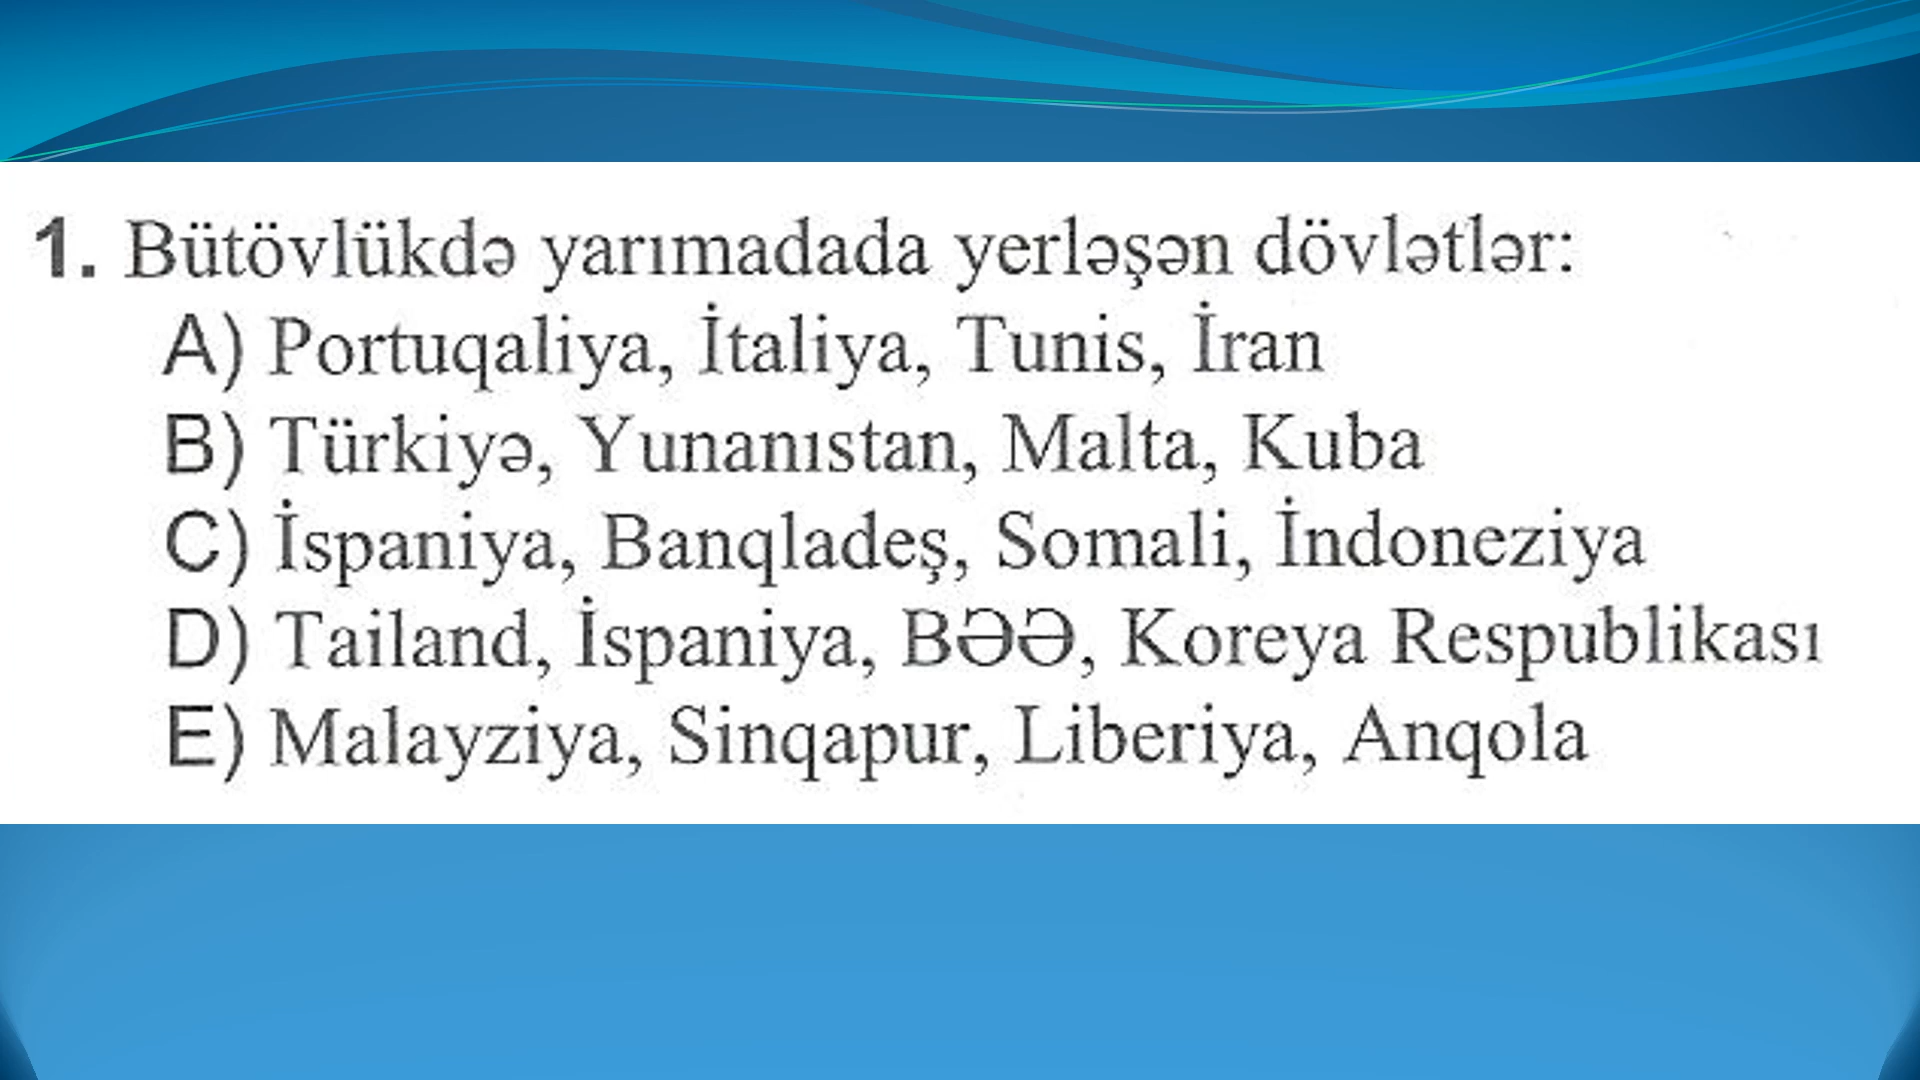 1. Bütövlükdə yarımadada yerləşən dövlətlər:
A) Portuqaliya, İtaliya, Tunis, İran
B) Türkiyə, Yunanıstan, Malta, Kuba
C) İspaniya, Banqladeş, Somali, İndoneziya
D) Tailand, İspaniya, BƏƏ, Koreya Respublikası
E) Malayziya, Sinqapur, Liberiya, Anqola